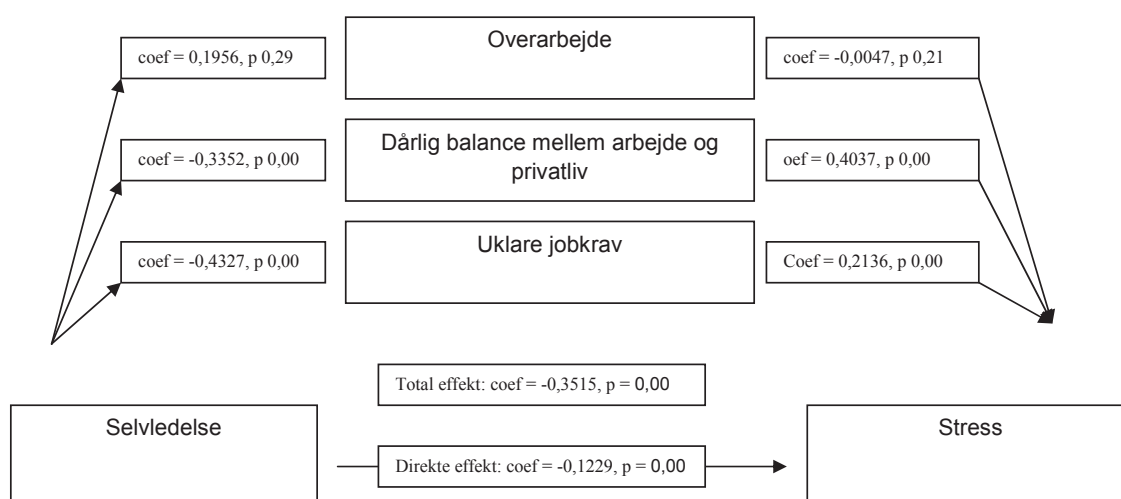 Overarbejde
coef = 0,1956, p 0,29
coef = -0,0047, p 0,21
Dårlig balance mellem arbejde og
privatliv
coef = -0,3352, p 0,00
oef = 0,4037, p 0,00
Uklare jobkrav
coef = -0,4327, p 0,00
Coef = 0,2136, p 0,00
Total effekt: coef = -0,3515, p = 0,00
Selvledelse
Stress
Direkte effekt: coef = -0,1229, p = 0,00